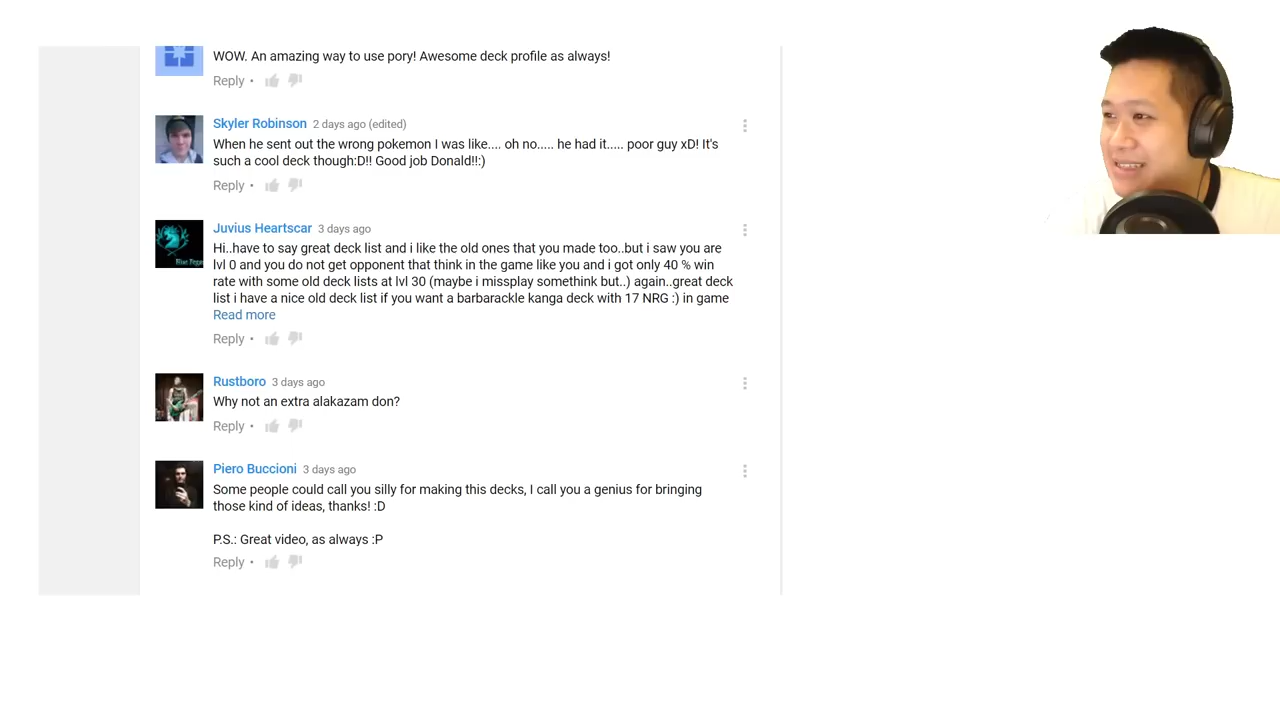 WOW. An amazing way to use pory! Awesome deck profile as always!
Reply •
Skyler Robinson 2 days ago (edited)
When he sent out the wrong pokemon I was like.... oh no..... he had it..... poor guy xD! It's
such a cool deck though:D!! Good job Donald!!:)
Reply •
Juvius Heartscar 3 days ago
Hi..have to say great deck list and i like the old ones that you made too..but i saw you are
lvl 0 and you do not get opponent that think in the game like you and i got only 40 % win
rate with some old deck lists at lvl 30 (maybe i missplay somethink but..) again..great deck
list i have a nice old deck list if you want a barbarackle kanga deck with 17 NRG :) in game
Read more
Reply •
Rustboro 3 days ago
Why not an extra alakazam don?
Reply •
Piero Buccioni 3 days ago
Some people could call you silly for making this decks, I call you a genius for bringing
those kind of ideas, thanks! :D
P.S.: Great video, as always :P
Reply •